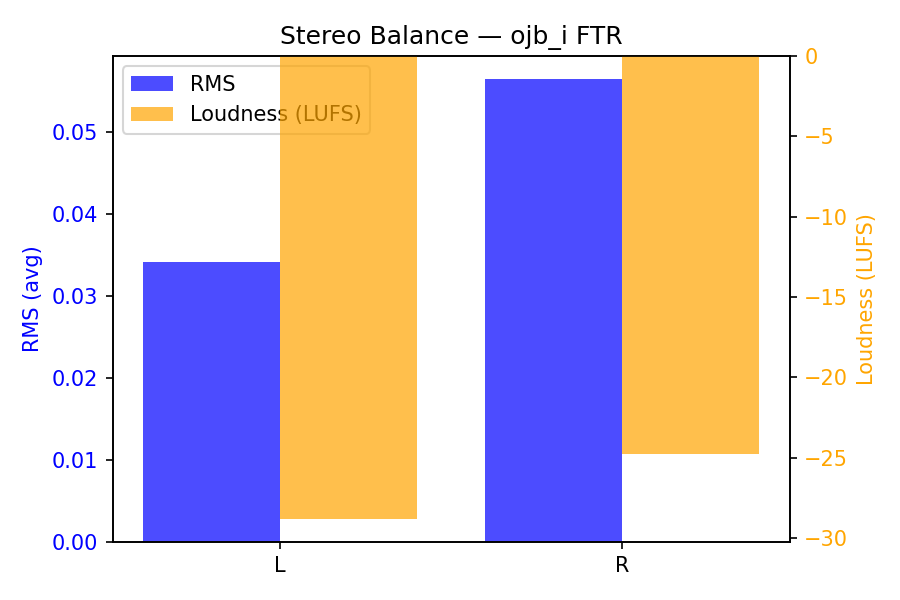 Stereo Balance — ojb_i FTR
RMS
Loudness (LUFS)
RMS (avg)
0.05
0.04
0.03
0.02
0.01
0.00
L
R
0
−5
−10
−15
−20
−25
−30
Loudness (LUFS)